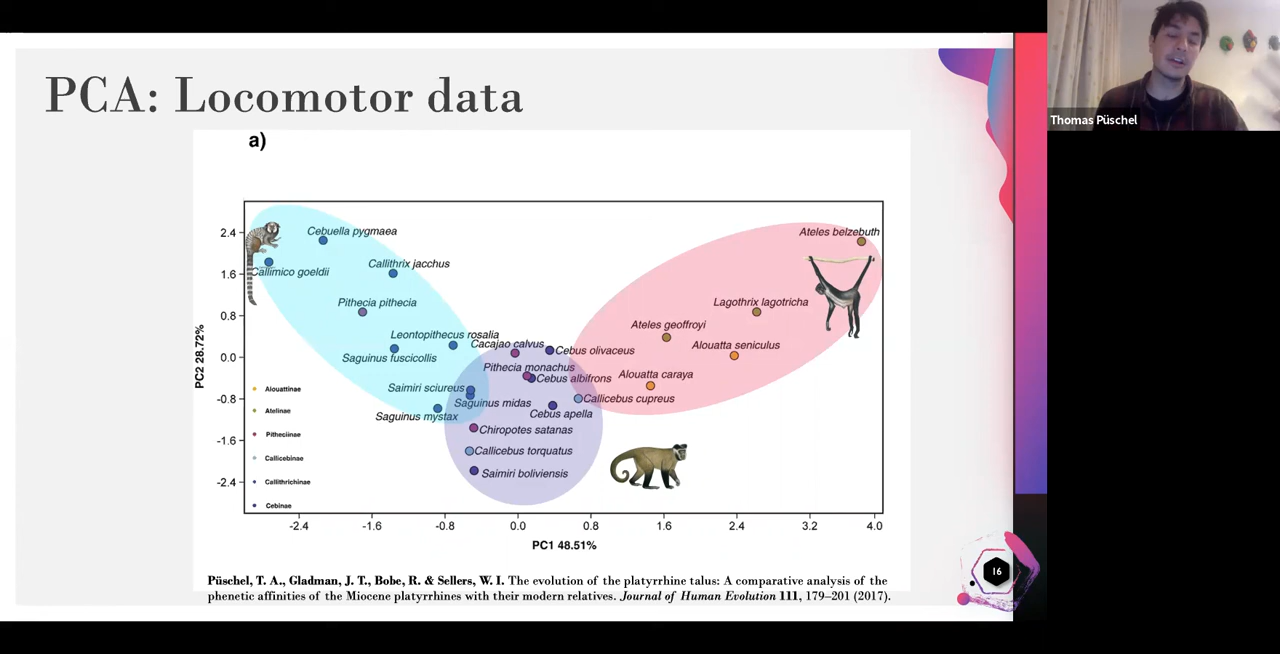 PCA: Locomotor data
Thomas Püschel
a)
PC2 28.72%
2.4
1.6
0.8
0.0
-0.8
-1.6
-2.4
Cebuella pygmaea
Callimico goeldii
Callithrix jacchus
Pithecia pithecia
Leontopithecus rosalia
Saguinus fuscicollis
Cacajao calvus
Cebus olivaceus
Pithecia monachus
Cebus albifrons
Saimiri sciureus
Saguinus midas
Callicebus cupreus
Saguinus mystax
Cebus apella
Chiropotes satanas
Callicebus torquatus
Saimiri boliviensis
Ateles belzebuth
Lagothrix lagotricha
Ateles geoffroyi
Alouatta seniculus
Alouatta caraya
Alouattinae
Atelinae
Pitheciinae
Callicebinae
Callithrichinae
Cebinae
-2.4 -1.6 -0.8 0.0 0.8 1.6 2.4 3.2 4.0
PC1 48.51%
Püschel, T. A., Gladman, J. T., Bobe, R. & Sellers, W. I. The evolution of the platyrrhine talus: A comparative analysis of the
phenetic affinities of the Miocene platyrrhines with their modern relatives. Journal of Human Evolution 111, 179–201 (2017).
16